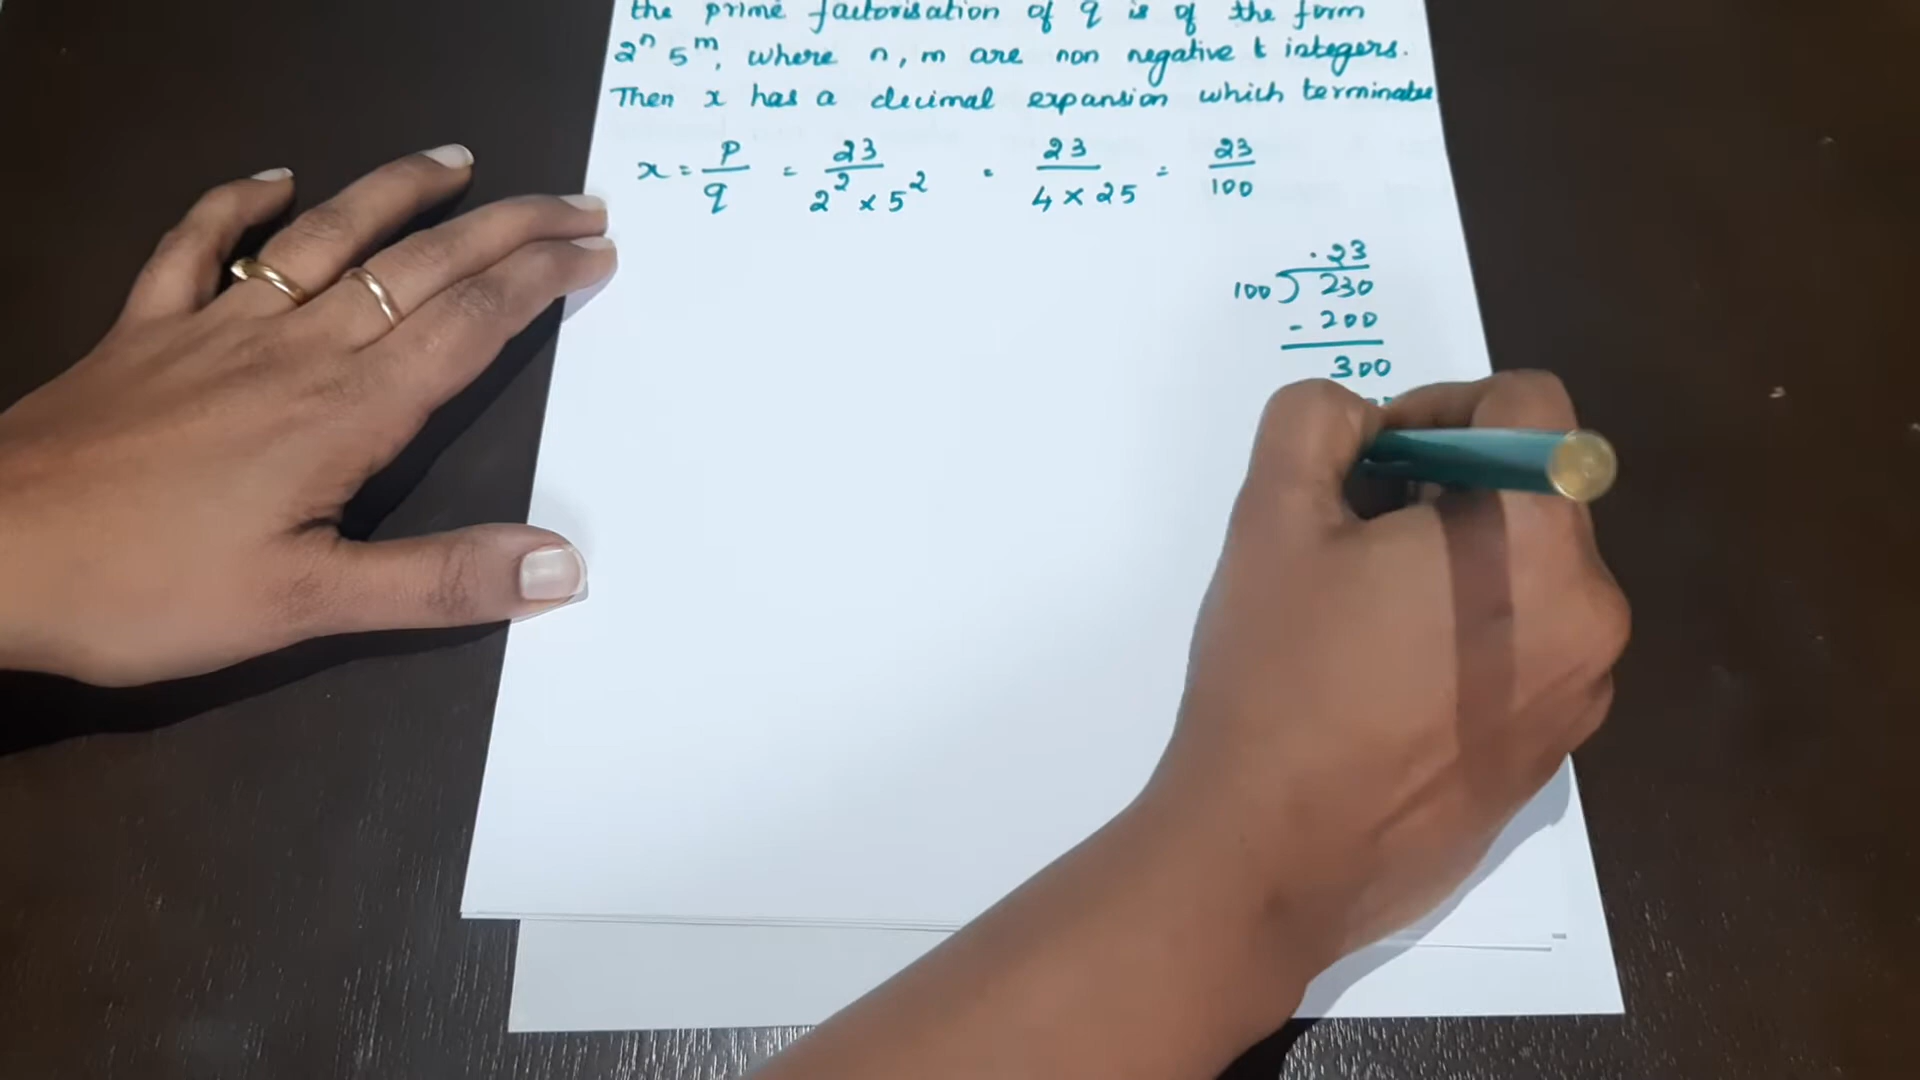 the prime factorisation of q is of the form
2ⁿ 5ᵐ, where n, m are non negative t integers.
Then x has a decimal expansion which terminates
x = p/q = 23/2² × 5² = 23/4 × 25 = 23/100
.23
100) 230
- 200
300